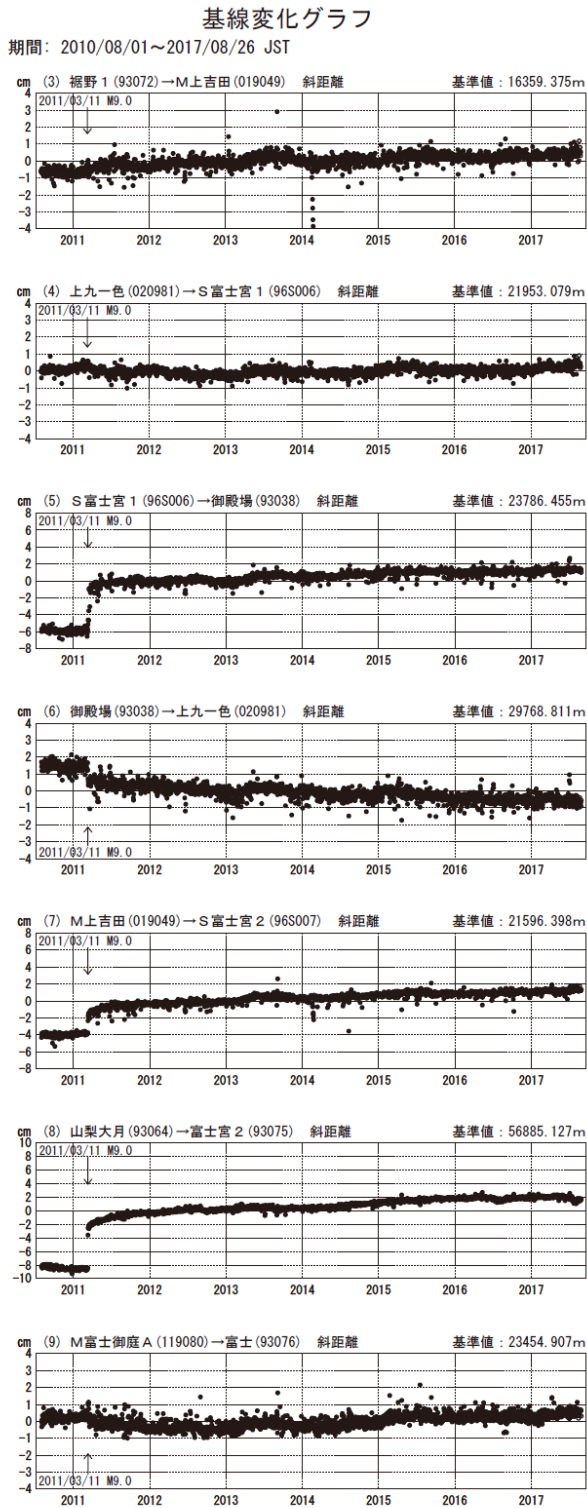 基線変化グラフ
期間: 2010/08/01～2017/08/26 JST
cm (3) 裾野1(93072)→M上吉田(019049) 斜距離 基準値:16359.375m
2011/03/11 M9.0
4
3
2
1
0
-1
-2
-3
-4
2011 2012 2013 2014 2015 2016 2017
cm (4) 上九一色(020981)→S富士宮1(96S006) 斜距離 基準値:21953.079m
2011/03/11 M9.0
4
3
2
1
0
-1
-2
-3
-4
2011 2012 2013 2014 2015 2016 2017
cm (5) S富士宮1(96S006)→御殿場(93038) 斜距離 基準値:23786.455m
2011/03/11 M9.0
8
6
4
2
0
-2
-4
-6
-8
2011 2012 2013 2014 2015 2016 2017
cm (6) 御殿場(93038)→上九一色(020981) 斜距離 基準値:29768.811m
4
3
2
1
0
-1
-2
-3
-4
2011/03/11 M9.0
2011 2012 2013 2014 2015 2016 2017
cm (7) M上吉田(019049)→S富士宮2(96S007) 斜距離 基準値:21596.398m
2011/03/11 M9.0
8
6
4
2
0
-2
-4
-6
-8
2011 2012 2013 2014 2015 2016 2017
cm (8) 山梨大月(93064)→富士宮2(93075) 斜距離 基準値:56885.127m
2011/03/11 M9.0
10
8
6
4
2
0
-2
-4
-6
-8
-10
2011 2012 2013 2014 2015 2016 2017
cm (9) M富士御庭A(119080)→富士(93076) 斜距離 基準値:23454.907m
4
3
2
1
0
-1
-2
-3
-4
2011/03/11 M9.0
2011 2012 2013 2014 2015 2016 2017